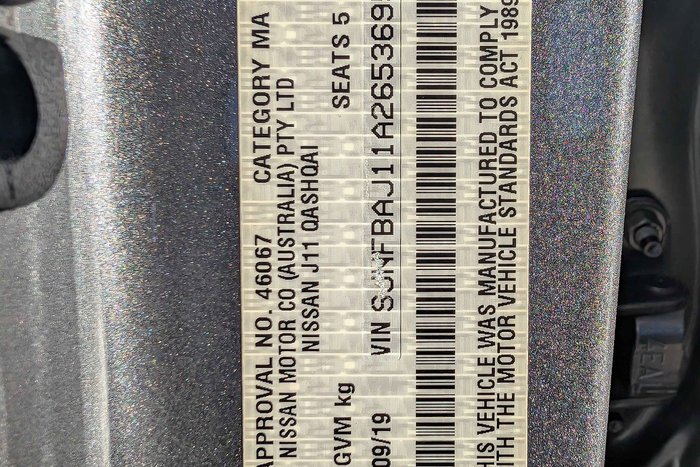 APPROVAL NO. 46067 CATEGORY MA
NISSAN MOTOR CO (AUSTRALIA) PTY LTD
NISSAN J11 QASHQAI
GVM kg SEATS 5
09/19 VIN SJNFBAJ11A265369
THIS VEHICLE WAS MANUFACTURED TO COMPLY
WITH THE MOTOR VEHICLE STANDARDS ACT 1989